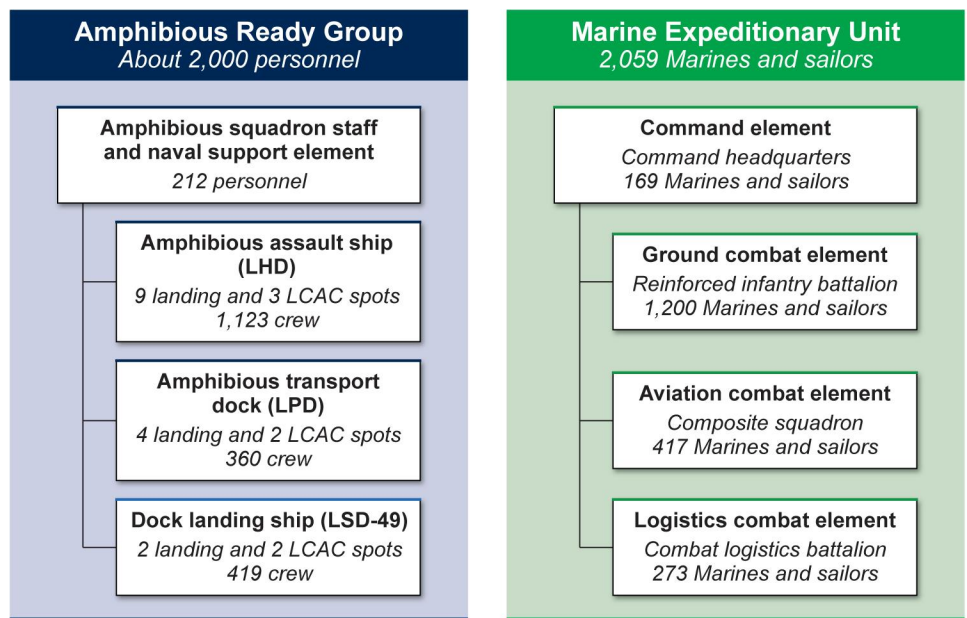 Amphibious Ready Group
About 2,000 personnel
Amphibious squadron staff
and naval support element
212 personnel
Amphibious assault ship
(LHD)
9 landing and 3 LCAC spots
1,123 crew
Amphibious transport
dock (LPD)
4 landing and 2 LCAC spots
360 crew
Dock landing ship (LSD-49)
2 landing and 2 LCAC spots
419 crew
Marine Expeditionary Unit
2,059 Marines and sailors
Command element
Command headquarters
169 Marines and sailors
Ground combat element
Reinforced infantry battalion
1,200 Marines and sailors
Aviation combat element
Composite squadron
417 Marines and sailors
Logistics combat element
Combat logistics battalion
273 Marines and sailors